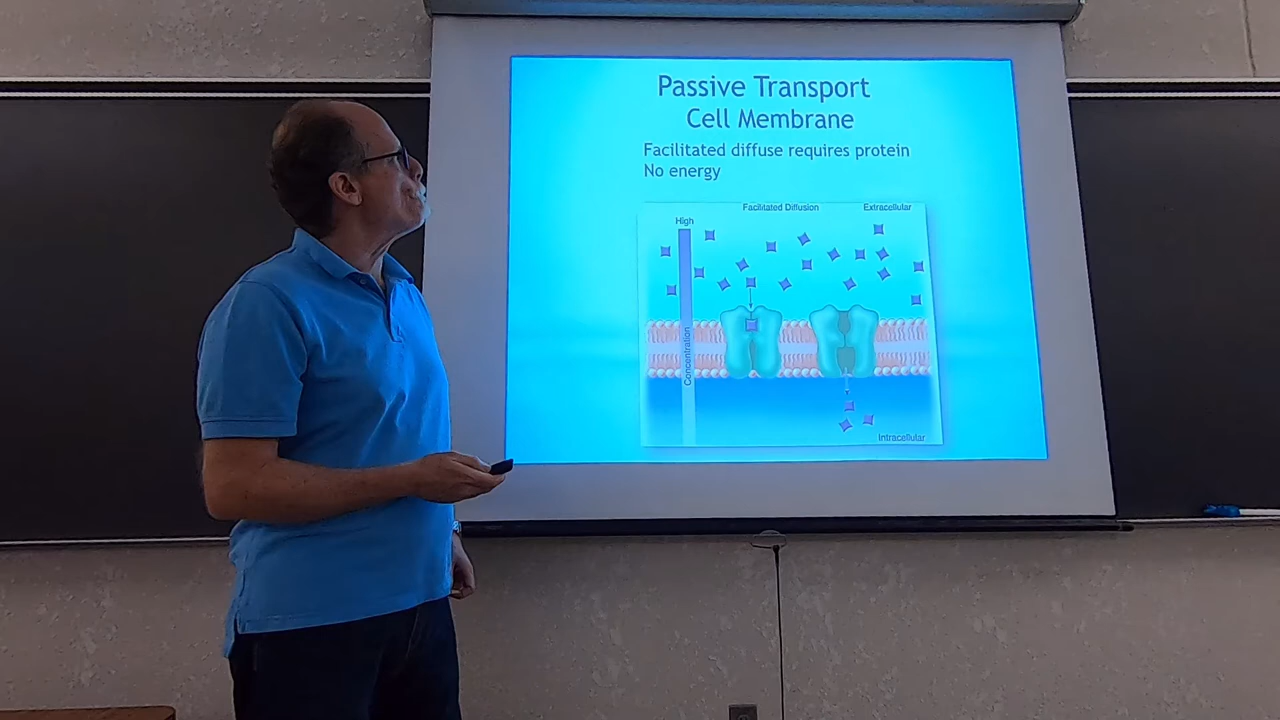 Passive Transport
Cell Membrane
Facilitated diffuse requires protein
No energy
Facilitated Diffusion
Extracellular
High
Concentration
Intracellular